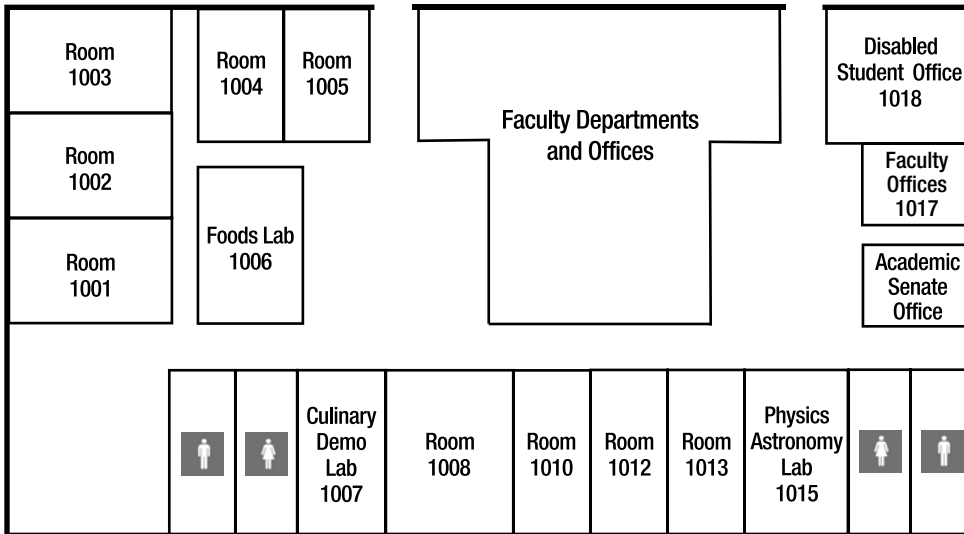 Room
1003
Room
1004
Room
1005
Faculty Departments
and Offices
Disabled
Student Office
1018
Room
1002
Faculty
Offices
1017
Foods Lab
1006
Room
1001
Academic
Senate
Office
Culinary
Demo
Lab
1007
Room
1008
Room
1010
Room
1012
Room
1013
Physics
Astronomy
Lab
1015